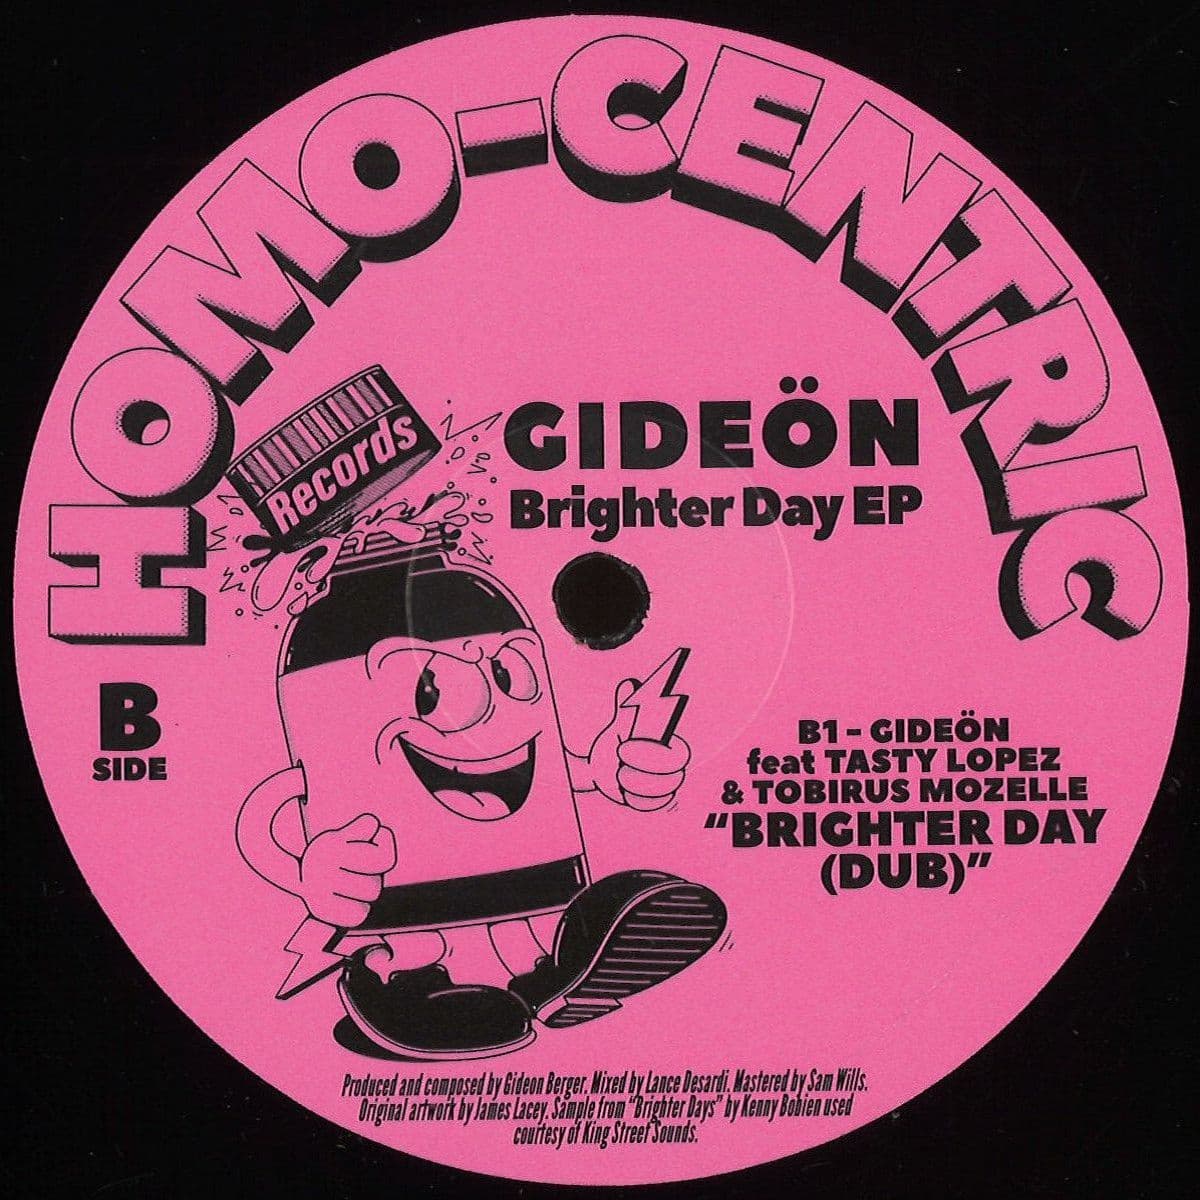 HOMO-CENTRIC
Records
GIDEÖN
Brighter Day EP
B
SIDE
B1 - GIDEÖN
feat TASTY LOPEZ
& TOBIRUS MOZELLE
“BRIGHTER DAY
(DUB)”
Produced and composed by Gideon Berger. Mixed by Lance Desardi. Mastered by Sam Wills.
Original artwork by James Lacey. Sample from “Brighter Days” by Kenny Bobien used
courtesy of King Street Sounds.